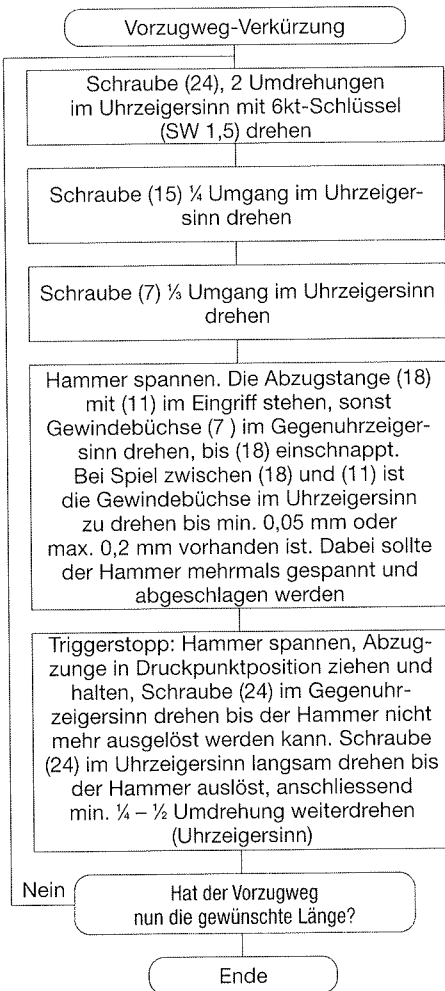 Vorzugweg-Verkürzung
Schraube (24), 2 Umdrehungen
im Uhrzeigersinn mit 6kt-Schlüssel
(SW 1,5) drehen
Schraube (15) ¼ Umgang im Uhrzeiger-
sinn drehen
Schraube (7) ⅓ Umgang im Uhrzeigersinn
drehen
Hammer spannen. Die Abzugstange (18)
mit (11) im Eingriff stehen, sonst
Gewindebüchse (7 ) im Gegenuhrzeiger-
sinn drehen, bis (18) einschnappt.
Bei Spiel zwischen (18) und (11) ist
die Gewindebüchse im Uhrzeigersinn
zu drehen bis min. 0,05 mm oder
max. 0,2 mm vorhanden ist. Dabei sollte
der Hammer mehrmals gespannt und
abgeschlagen werden
Triggerstopp: Hammer spannen, Abzug-
zunge in Druckpunktposition ziehen und
halten, Schraube (24) im Gegenuhr-
zeigersinn drehen bis der Hammer nicht
mehr ausgelöst werden kann. Schraube
(24) im Uhrzeigersinn langsam drehen bis
der Hammer auslöst, anschliessend
min. ¼ – ½ Umdrehung weiterdrehen
(Uhrzeigersinn)
Nein
Hat der Vorzugweg
nun die gewünschte Länge?
Ende